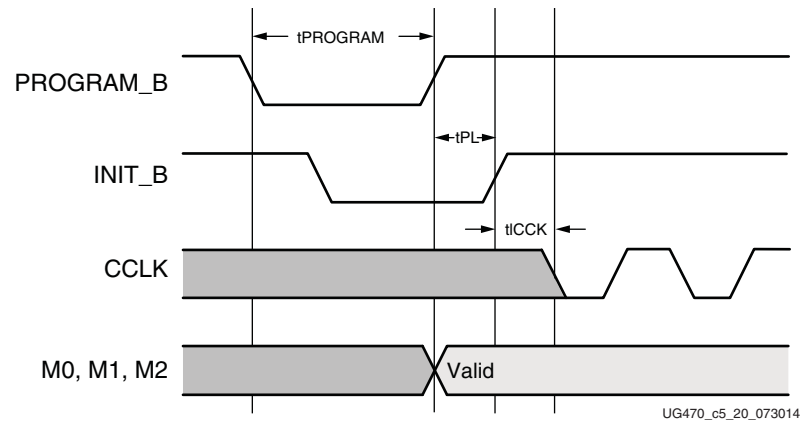 tPROGRAM
PROGRAM_B
tPL
INIT_B
tICCK
CCLK
M0, M1, M2
Valid
UG470_c5_20_073014